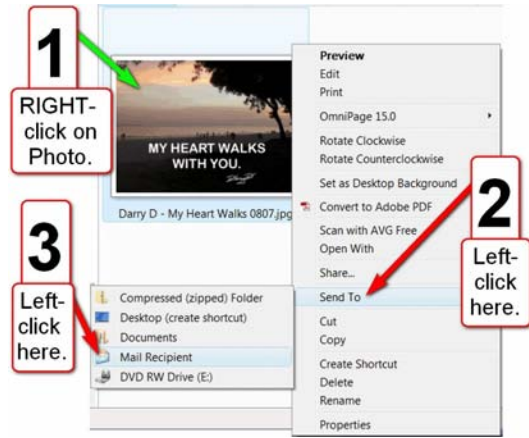 1
RIGHT-
click on
Photo.
MY HEART WALKS
WITH YOU.
Darry D - My Heart Walks 0807.jpg
Preview
Edit
Print
OmniPage 15.0
Rotate Clockwise
Rotate Counterclockwise
Set as Desktop Background
Convert to Adobe PDF
Scan with AVG Free
Open With
Share...
Send To
Cut
Copy
Create Shortcut
Delete
Rename
Properties
2
Left-
click
here.
3
Left-
click
here.
Compressed (zipped) Folder
Desktop (create shortcut)
Documents
Mail Recipient
DVD RW Drive (E:)